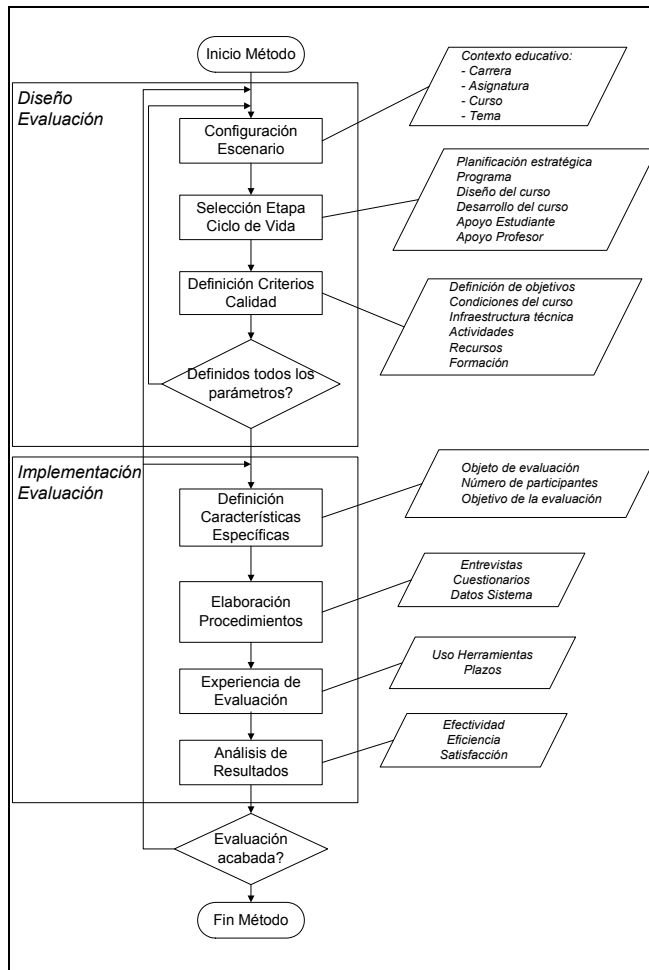 Inicio Método
Contexto educativo:
- Carrera
- Asignatura
- Curso
- Tema
Diseño
Evaluación
Configuración
Escenario
Planificación estratégica
Programa
Diseño del curso
Desarrollo del curso
Apoyo Estudiante
Apoyo Profesor
Selección Etapa
Ciclo de Vida
Definición Criterios
Calidad
Definición de objetivos
Condiciones del curso
Infraestructura técnica
Actividades
Recursos
Formación
Definidos todos los
parámetros?
Implementación
Evaluación
Definición
Características
Específicas
Objeto de evaluación
Número de participantes
Objetivo de la evaluación
Elaboración
Procedimientos
Entrevistas
Cuestionarios
Datos Sistema
Experiencia de
Evaluación
Uso Herramientas
Plazos
Análisis de
Resultados
Efectividad
Eficiencia
Satisfacción
Evaluación
acabada?
Fin Método